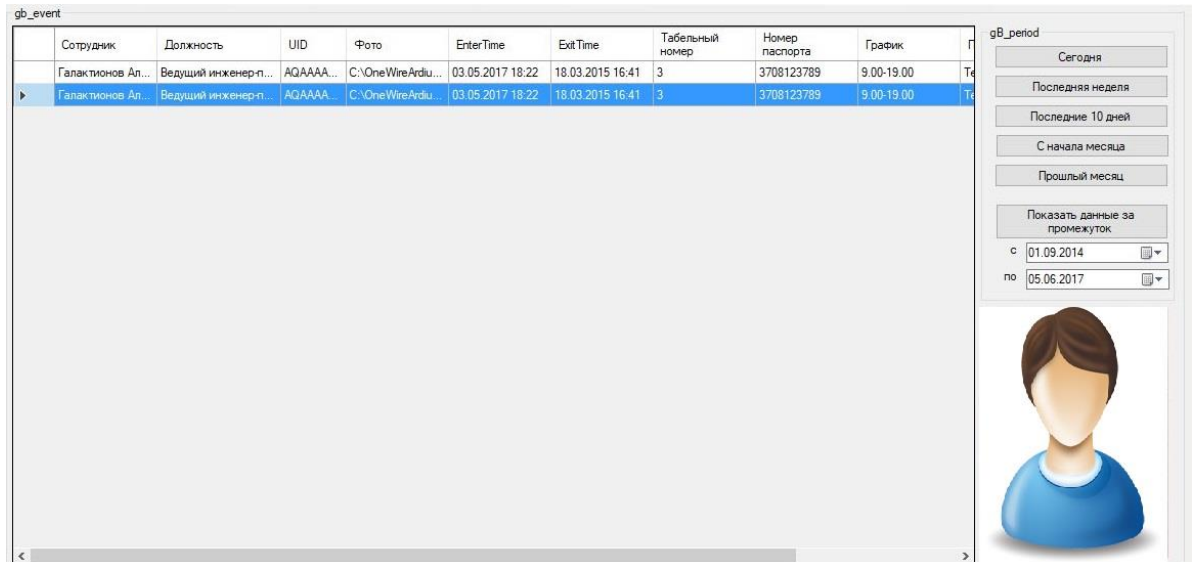 gb_event
Сотрудник Должность UID Фото EnterTime ExitTime Табельный номер Номер паспорта График П
Галактионов Ал... Ведущий инженер-п... AQAAAA... C:\OneWireArdiu... 03.05.2017 18:22 18.03.2015 16:41 3 3708123789 9.00-19.00 Те
Галактионов Ал... Ведущий инженер-п... AQAAAA... C:\OneWireArdiu... 03.05.2017 18:22 18.03.2015 16:41 3 3708123789 9.00-19.00 Те
gB_period
Сегодня
Последняя неделя
Последние 10 дней
С начала месяца
Прошлый месяц
Показать данные за
промежуток
с 01.09.2014
по 05.06.2017